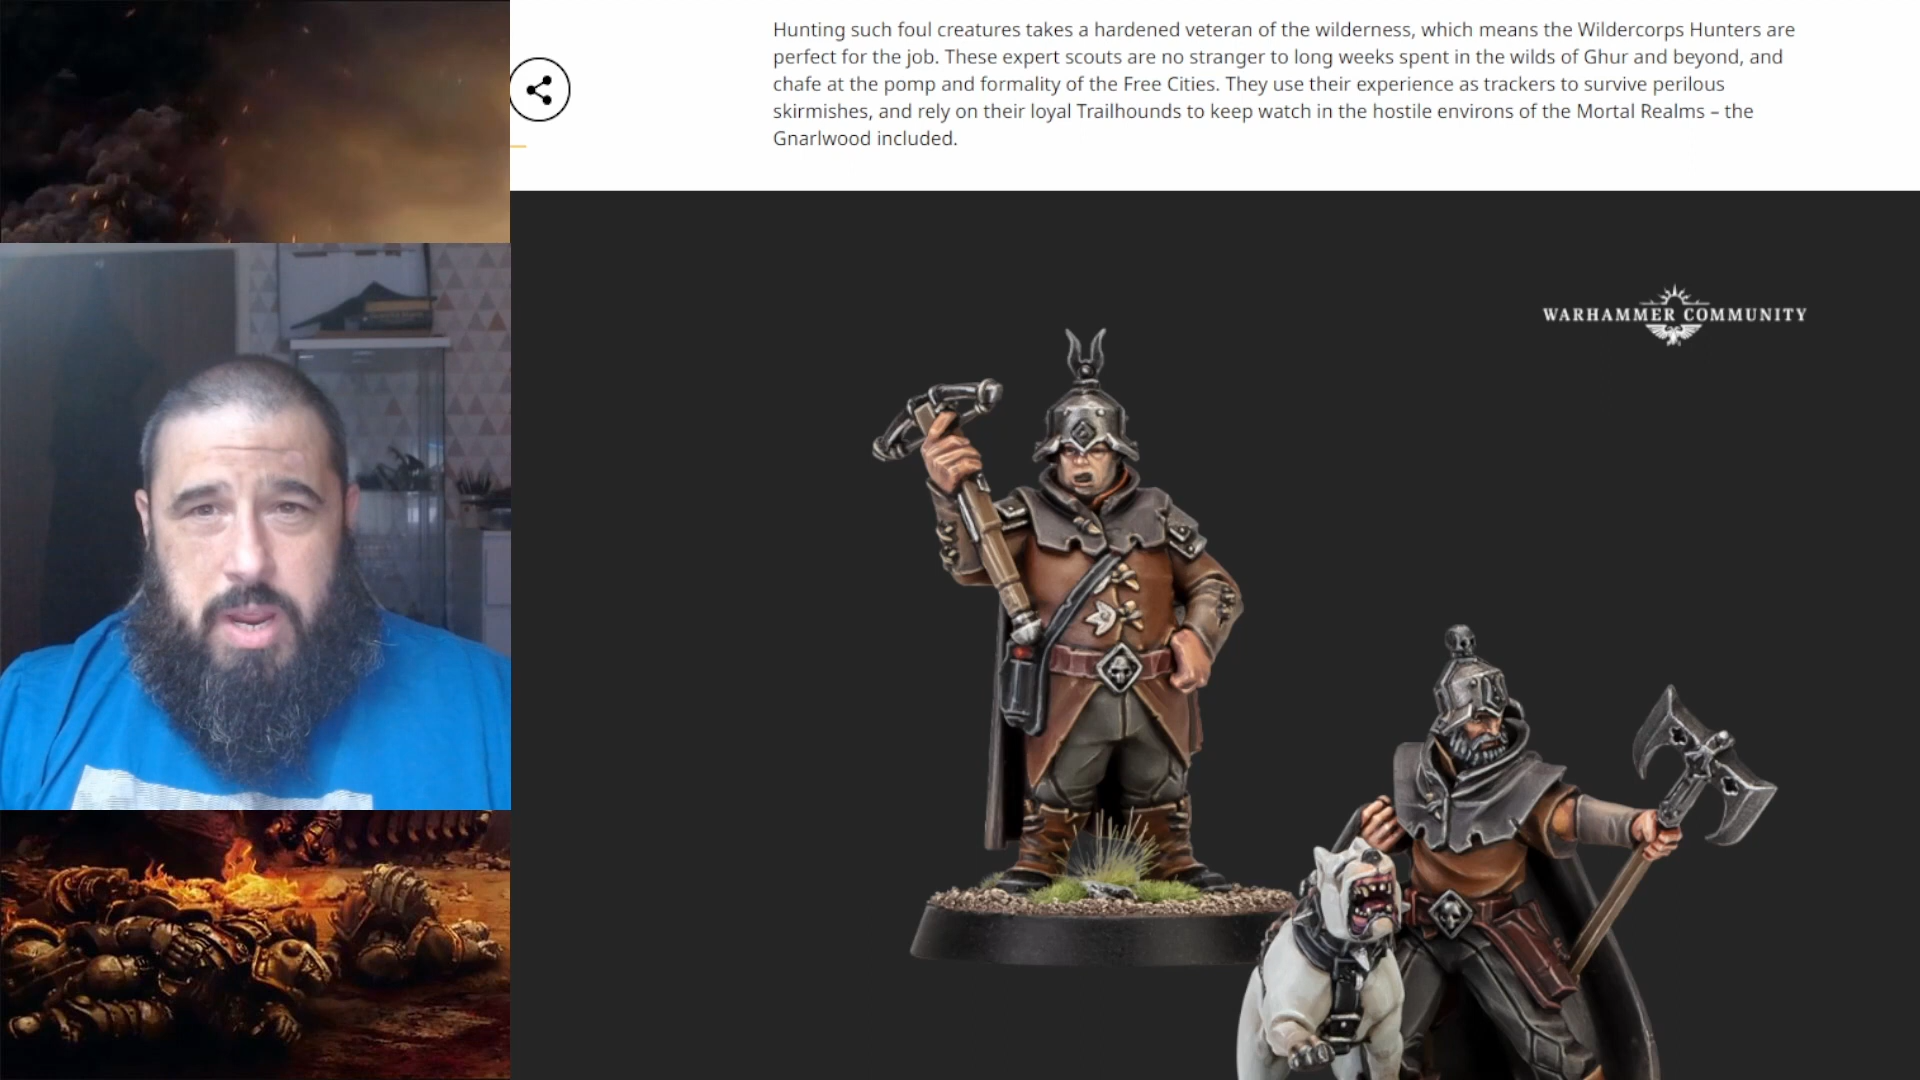 Hunting such foul creatures takes a hardened veteran of the wilderness, which means the Wildercorps Hunters are
perfect for the job. These expert scouts are no stranger to long weeks spent in the wilds of Ghur and beyond, and
chafe at the pomp and formality of the Free Cities. They use their experience as trackers to survive perilous
skirmishes, and rely on their loyal Trailhounds to keep watch in the hostile environs of the Mortal Realms – the
Gnarlwood included.
WARHAMMER COMMUNITY